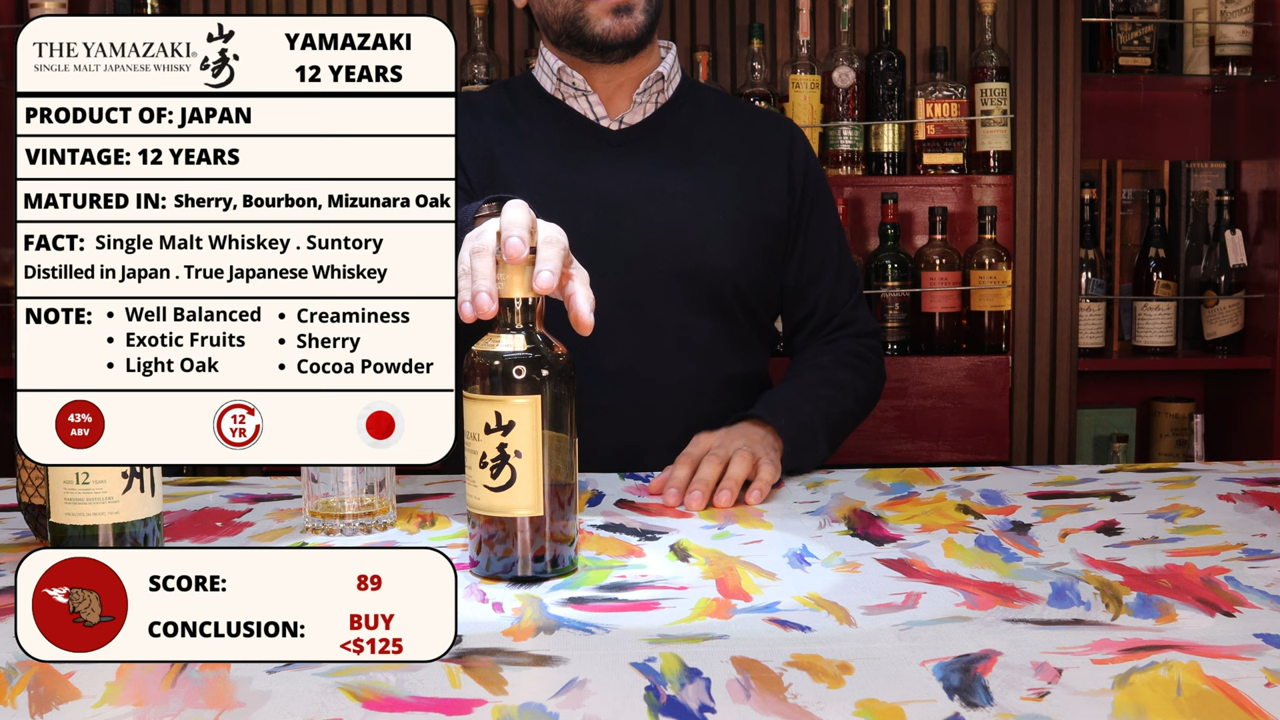 THE YAMAZAKI®
SINGLE MALT JAPANESE WHISKY
山崎
YAMAZAKI
12 YEARS
PRODUCT OF: JAPAN
VINTAGE: 12 YEARS
MATURED IN: Sherry, Bourbon, Mizunara Oak
FACT: Single Malt Whiskey . Suntory
Distilled in Japan . True Japanese Whiskey
NOTE:
• Well Balanced
• Exotic Fruits
• Light Oak
• Creaminess
• Sherry
• Cocoa Powder
43%
ABV
12
YR
SCORE: 89
CONCLUSION: BUY
<$125
AGED 12 YEARS
州
山崎
TAYLOR
KNOB
15
HIGH
WEST
YELLOWSTONE